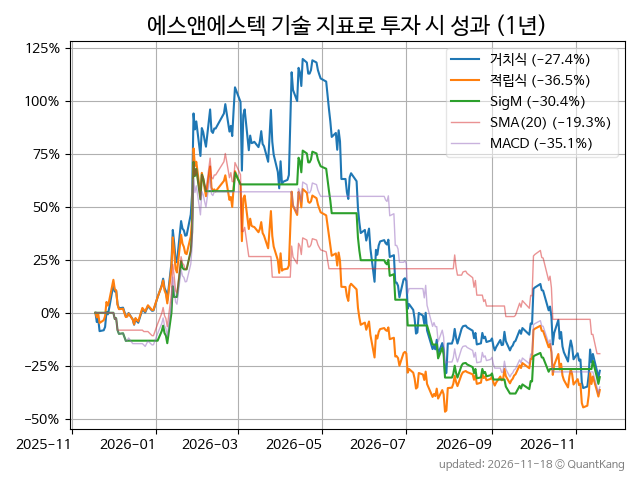 에스앤에스텍 기술 지표로 투자 시 성과 (1년)
125%
100%
75%
50%
25%
0%
−25%
−50%
거치식 (−27.4%)
적립식 (−36.5%)
SigM (−30.4%)
SMA(20) (−19.3%)
MACD (−35.1%)
2025-11
2026-01
2026-03
2026-05
2026-07
2026-09
2026-11
updated: 2026-11-18 © QuantKang